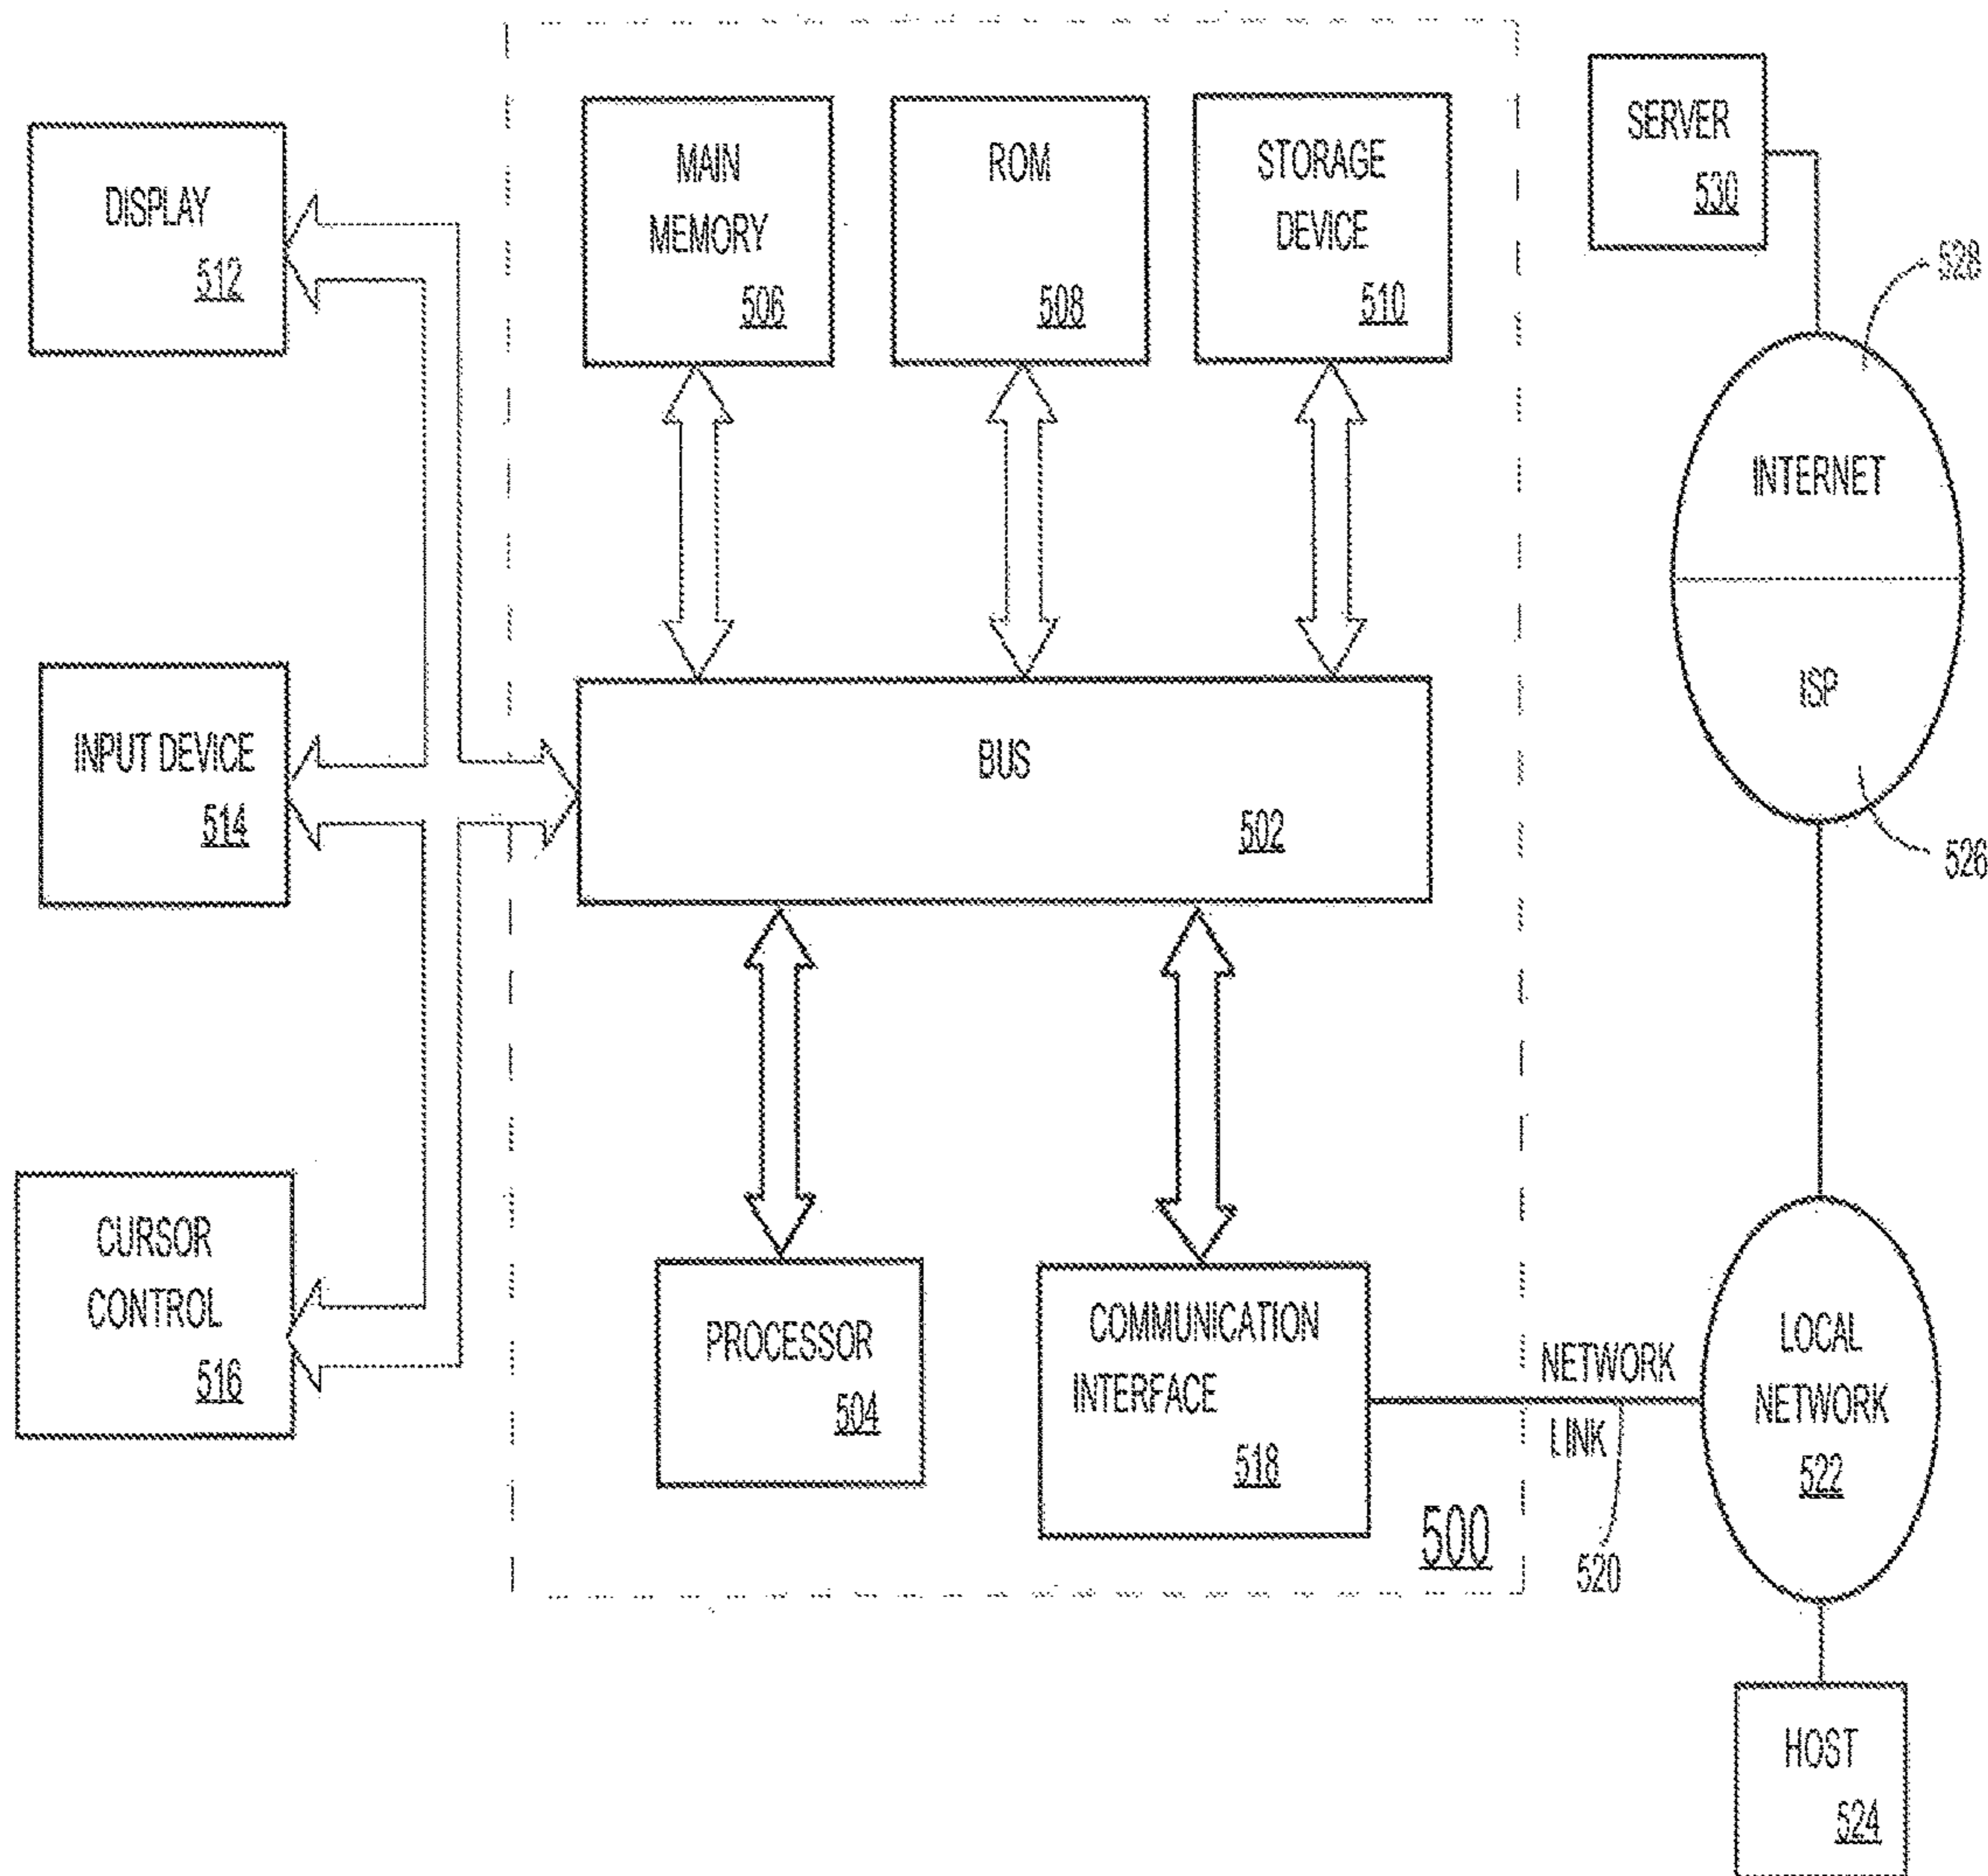 DISPLAY
512
INPUT DEVICE
514
CURSOR
CONTROL
516
MAIN
MEMORY
506
ROM
508
STORAGE
DEVICE
510
BUS
502
PROCESSOR
504
COMMUNICATION
INTERFACE
518
500
SERVER
530
528
INTERNET
ISP
526
NETWORK
LINK
520
LOCAL
NETWORK
522
HOST
524